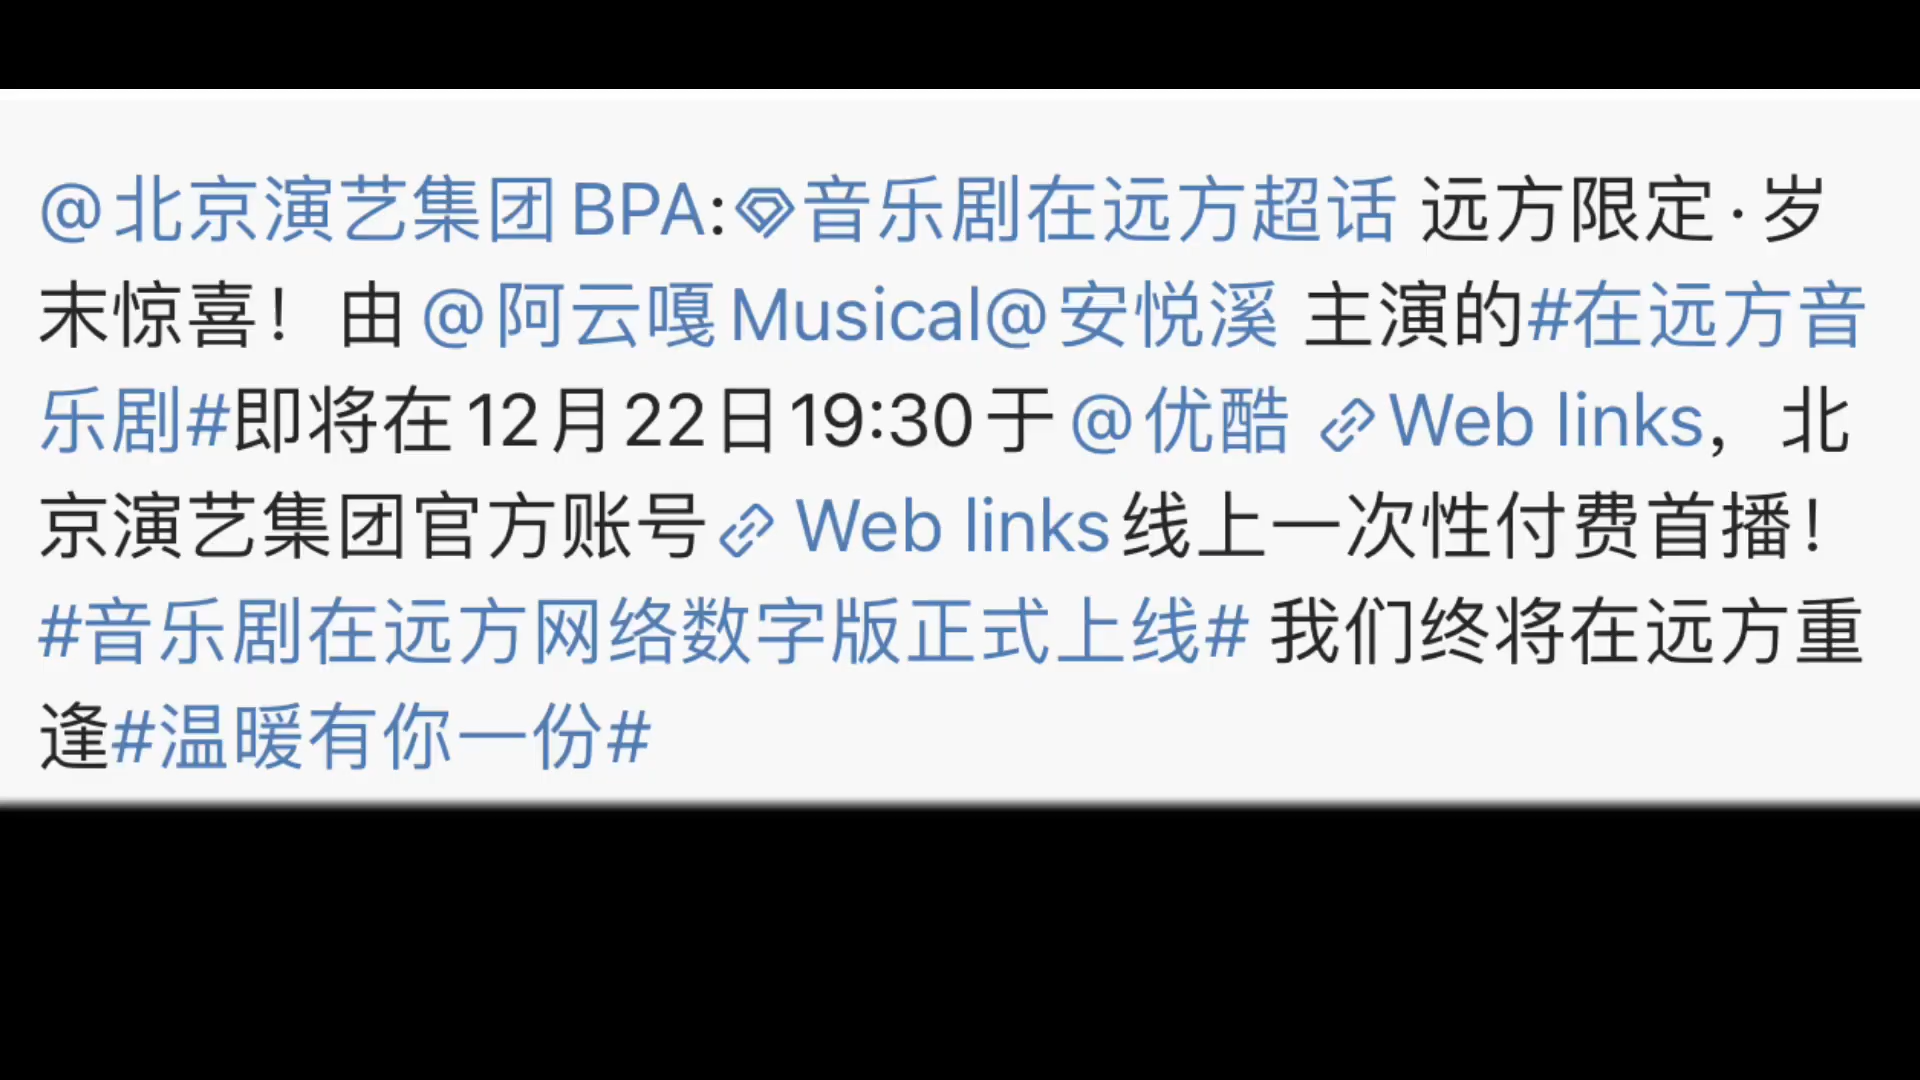 @北京演艺集团BPA:音乐剧在远方超话 远方限定·岁
末惊喜！由@阿云嘎Musical@安悦溪 主演的#在远方音
乐剧#即将在12月22日19:30于@优酷 Web links，北
京演艺集团官方账号 Web links线上一次性付费首播！
#音乐剧在远方网络数字版正式上线# 我们终将在远方重
逢#温暖有你一份#